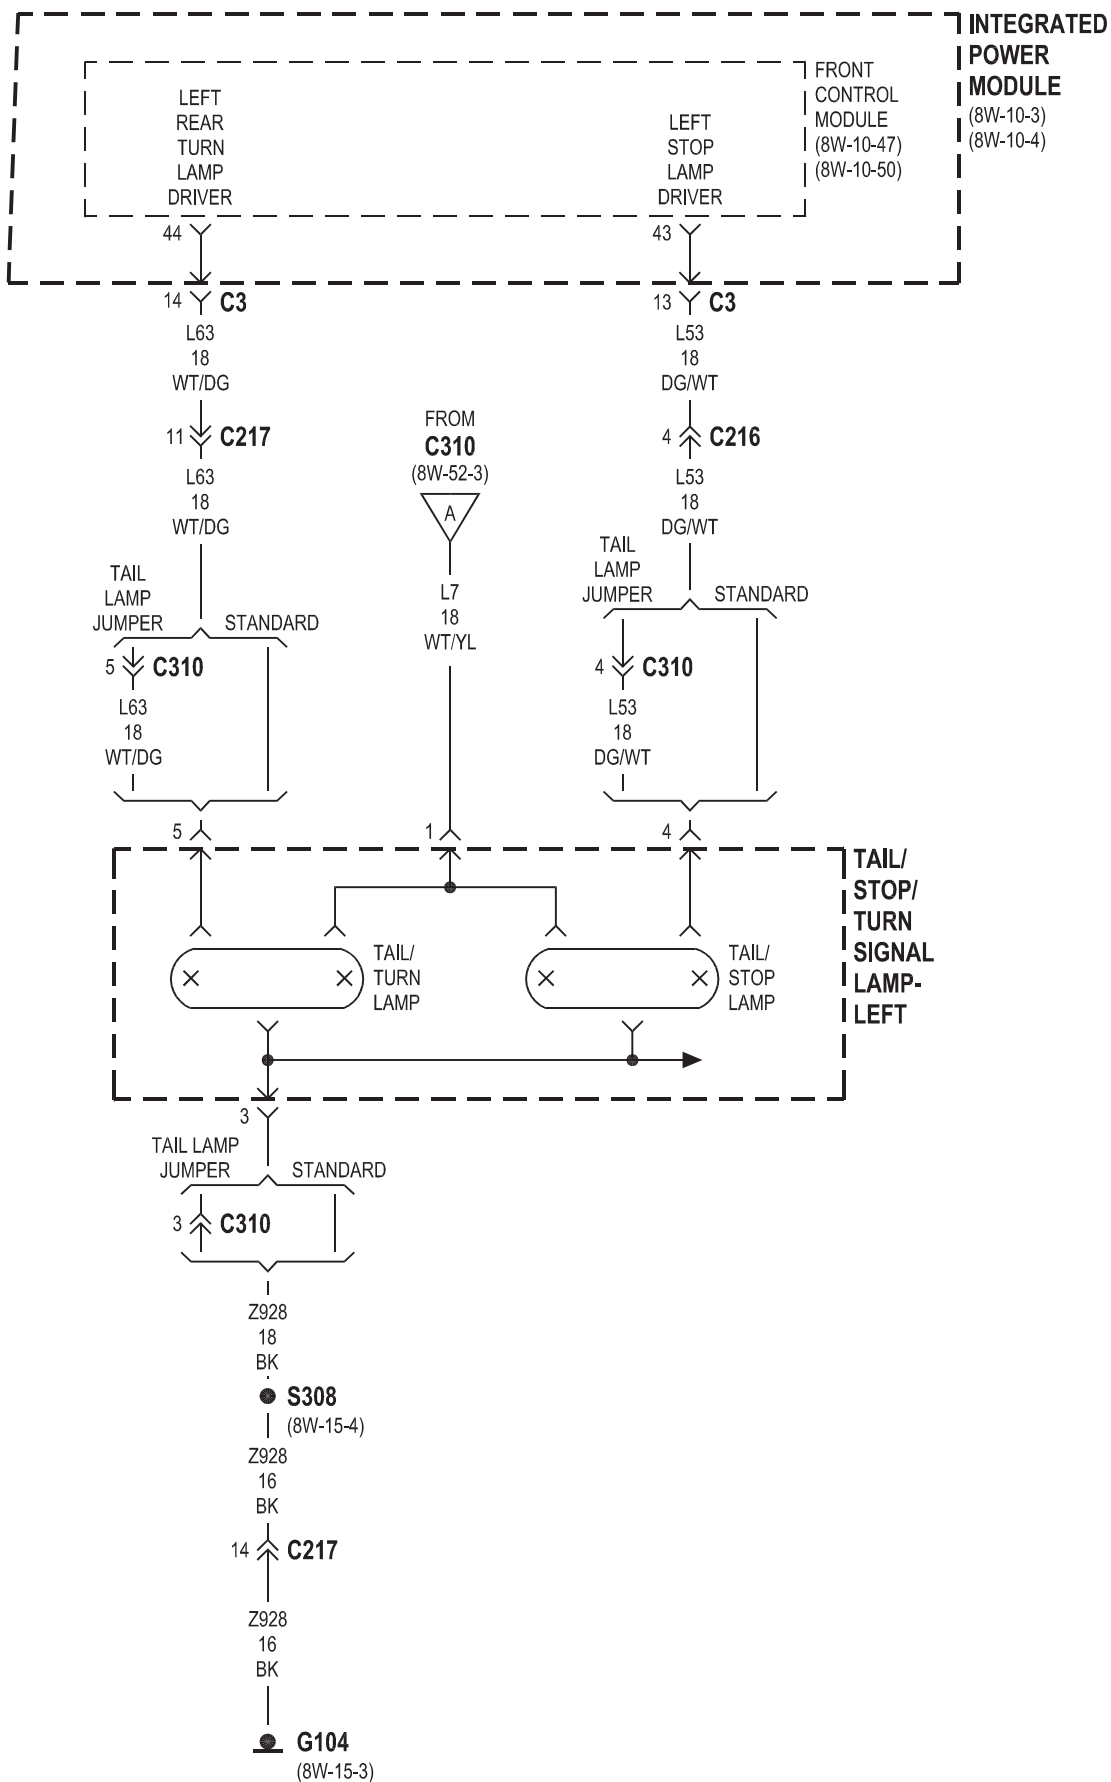 INTEGRATED
POWER
MODULE
(8W-10-3)
(8W-10-4)
FRONT
CONTROL
MODULE
(8W-10-47)
(8W-10-50)
LEFT
REAR
TURN
LAMP
DRIVER
LEFT
STOP
LAMP
DRIVER
44
43
14 C3
13 C3
L63
18
WT/DG
L53
18
DG/WT
11 C217
FROM
C310
(8W-52-3)
A
4 C216
L63
18
WT/DG
L53
18
DG/WT
TAIL
LAMP
JUMPER
STANDARD
L7
18
WT/YL
TAIL
LAMP
JUMPER
STANDARD
5 C310
4 C310
L63
18
WT/DG
L53
18
DG/WT
5
1
4
TAIL/
STOP/
TURN
SIGNAL
LAMP-
LEFT
TAIL/
TURN
LAMP
TAIL/
STOP
LAMP
3
TAIL LAMP
JUMPER
STANDARD
3 C310
Z928
18
BK
S308
(8W-15-4)
Z928
16
BK
14 C217
Z928
16
BK
G104
(8W-15-3)